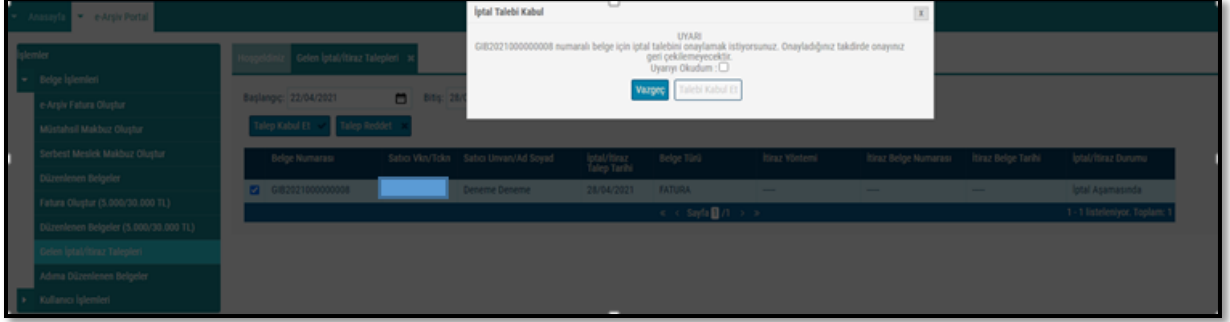 Anasayfa
e-Arşiv Portal
İptal Talebi Kabul
x
UYARI
GIB2021000000008 numaralı belge için iptal talebini onaylamak istiyorsunuz. Onayladığınız takdirde onayınız
geri çekilemeyecektir.
Uyarıyı Okudum :
Vazgeç
Talebi Kabul Et
İşlemler
Belge İşlemleri
e-Arşiv Fatura Oluştur
Müstahsil Makbuz Oluştur
Serbest Meslek Makbuz Oluştur
Düzenlenen Belgeler
Fatura Oluştur (5.000/30.000 TL)
Düzenlenen Belgeler (5.000/30.000 TL)
Gelen İptal/İtiraz Talepleri
Adıma Düzenlenen Belgeler
Kullanıcı İşlemleri
Hoşgeldiniz
Gelen İptal/İtiraz Talepleri x
Başlangıç: 22/04/2021
Bitiş: 28/0
Talep Kabul Et
Talep Reddet
Belge Numarası Satıcı Vkn/Tckn Satıcı Unvan/Ad Soyad İptal/İtiraz Talep Tarihi Belge Türü İtiraz Yöntemi İtiraz Belge Numarası İtiraz Belge Tarihi İptal/İtiraz Durumu
GIB2021000000008 Deneme Deneme 28/04/2021 FATURA ---- ---- ---- İptal Aşamasında
« ‹ Sayfa 1 /1 › »
1 - 1 listeleniyor. Toplam: 1